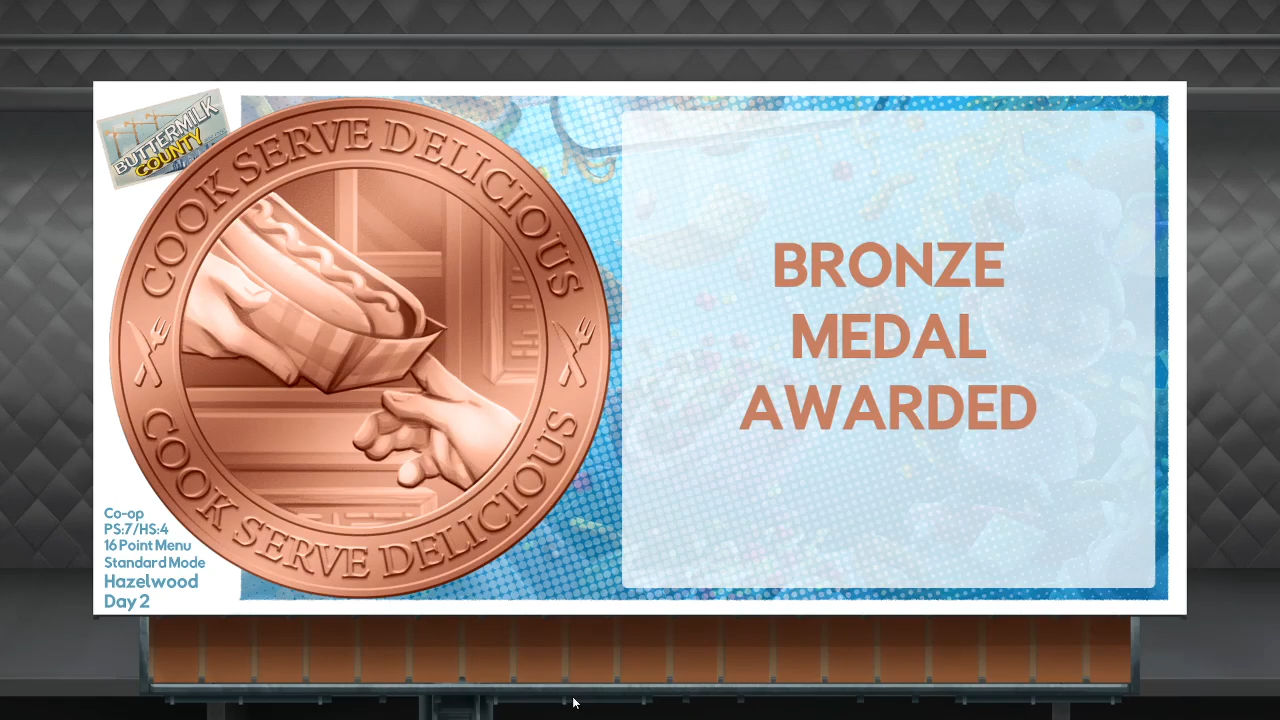 BUTTERMILK
COUNTY
COOK SERVE DELICIOUS
COOK SERVE DELICIOUS
BRONZE
MEDAL
AWARDED
Co-op
PS:7/HS:4
16 Point Menu
Standard Mode
Hazelwood
Day 2